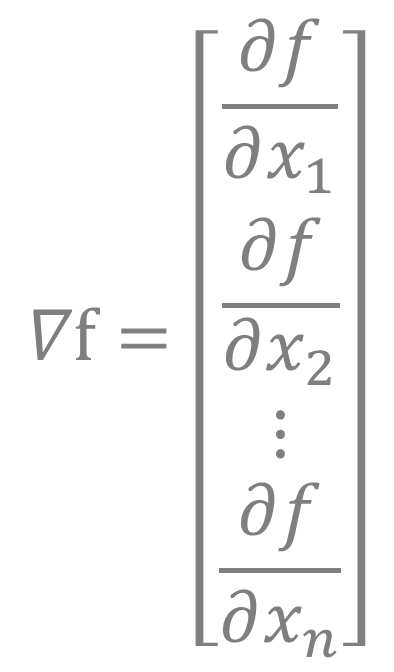 ∇f = [
∂f
∂x₁
∂f
∂x₂
⋮
∂f
∂xₙ
]